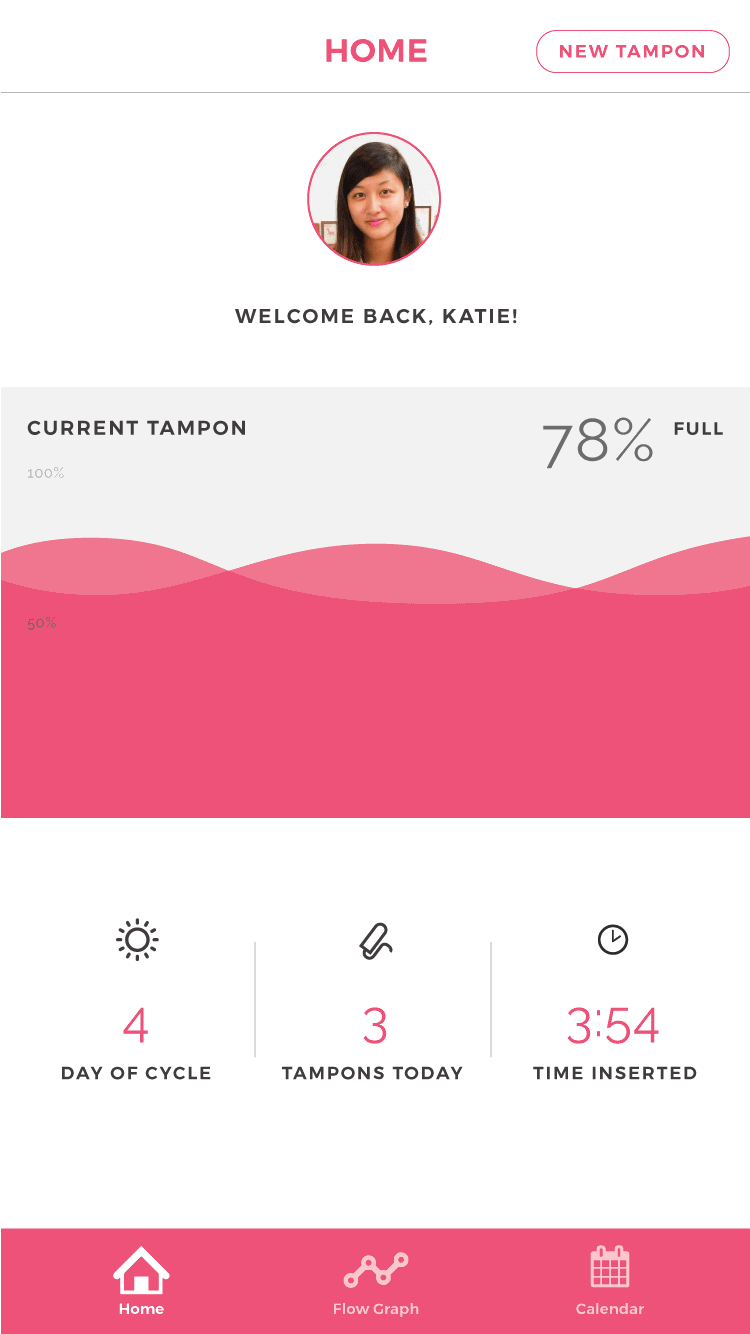 HOME
NEW TAMPON
WELCOME BACK, KATIE!
CURRENT TAMPON
78% FULL
100%
50%
4
DAY OF CYCLE
3
TAMPONS TODAY
3:54
TIME INSERTED
Home
Flow Graph
Calendar